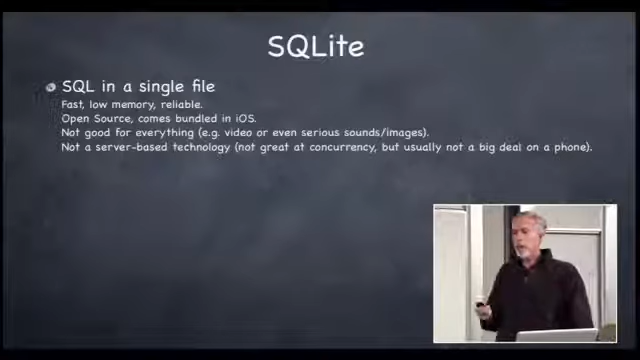 SQLite
SQL in a single file
Fast, low memory, reliable.
Open Source, comes bundled in iOS.
Not good for everything (e.g. video or even serious sounds/images).
Not a server-based technology (not great at concurrency, but usually not a big deal on a phone).